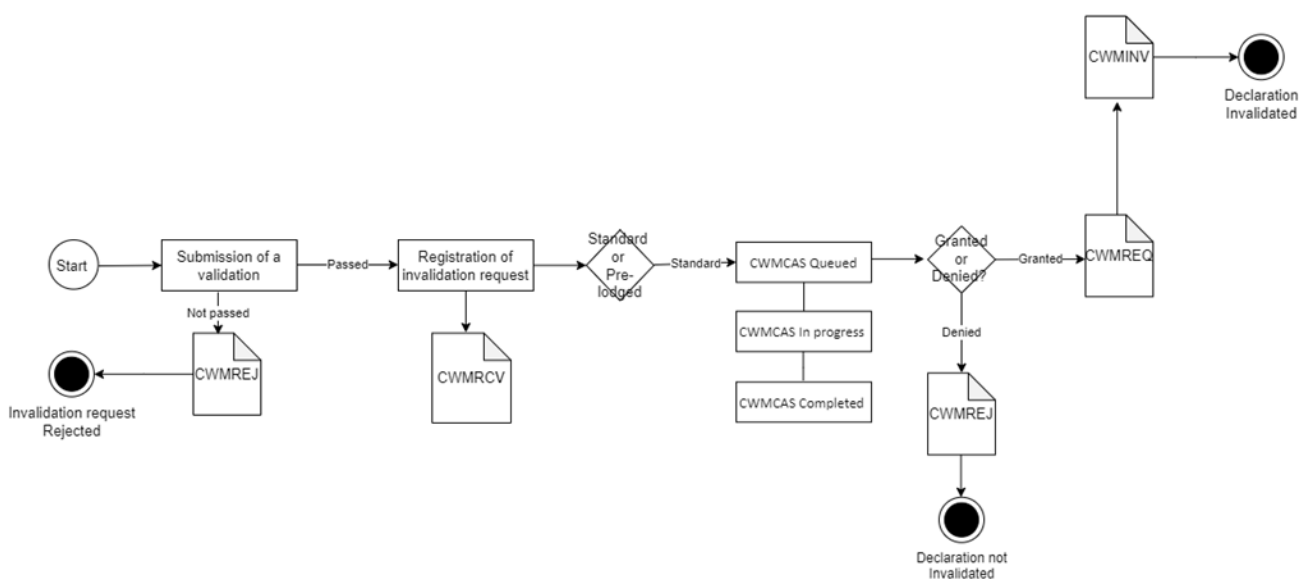 CWMINV
Declaration
Invalidated
Start
Submission of a
validation
Passed
Registration of
invalidation request
Standard
or
Pre-
lodged
Standard
CWMCAS Queued
Granted
or
Denied?
Granted
CWMREQ
Not passed
CWMREJ
Invalidation request
Rejected
CWMRCV
CWMCAS In progress
CWMCAS Completed
Denied
CWMREJ
Declaration not
Invalidated